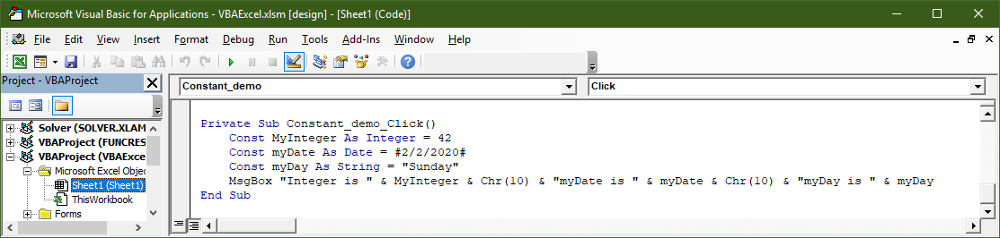 Microsoft Visual Basic for Applications - VBAExcel.xlsm [design] - [Sheet1 (Code)]
File Edit View Insert Format Debug Run Tools Add-Ins Window Help
Project - VBAProject
Constant_demo Click
Solver (SOLVER.XLAM
VBAProject (FUNCRES
VBAProject (VBAExce
Microsoft Excel Objec
Sheet1 (Sheet1)
ThisWorkbook
Forms
Private Sub Constant_demo_Click()
Const MyInteger As Integer = 42
Const myDate As Date = #2/2/2020#
Const myDay As String = "Sunday"
MsgBox "Integer is " & MyInteger & Chr(10) & "myDate is " & myDate & Chr(10) & "myDay is " & myDay
End Sub